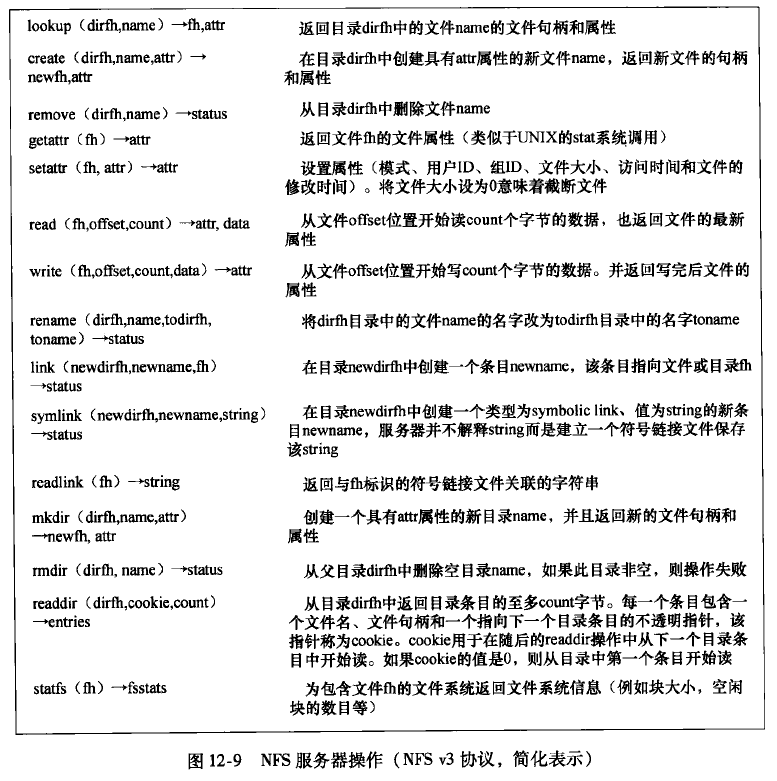 lookup（dirfh,name）→fh,attr 返回目录dirfh中的文件name的文件句柄和属性
create（dirfh,name,attr）→ 在目录dirfh中创建具有attr属性的新文件name，返回新文件的句柄
newfh,attr 和属性
remove（dirfh,name）→status 从目录dirfh中删除文件name
getattr（fh）→attr 返回文件fh的文件属性（类似于UNIX的stat系统调用）
setattr（fh, attr）→attr 设置属性（模式、用户ID、组ID、文件大小、访问时间和文件的
修改时间）。将文件大小设为0意味着截断文件
read（fh,offset,count）→attr, data 从文件offset位置开始读count个字节的数据，也返回文件的最新
属性
write（fh,offset,count,data）→attr 从文件offset位置开始写count个字节的数据。并返回写完后文件的
属性
rename（dirfh,name,todirfh, 将dirfh目录中的文件name的名字改为todirfh目录中的名字toname
toname）→status
link（newdirfh,newname,fh） 在目录newdirfh中创建一个条目newname，该条目指向文件或目录fh
→status
symlink（newdirfh,newname,string） 在目录newdirfh中创建一个类型为symbolic link、值为string的新条
→status 目newname，服务器并不解释string而是建立一个符号链接文件保存
该string
readlink（fh）→string 返回与fh标识的符号链接文件关联的字符串
mkdir（dirfh,name,attr） 创建一个具有attr属性的新目录name，并且返回新的文件句柄和
→newfh, attr 属性
rmdir（dirfh, name）→status 从父目录dirfh中删除空目录name，如果此目录非空，则操作失败
readdir（dirfh,cookie,count） 从目录dirfh中返回目录条目的至多count字节。每一个条目包含一
→entries 个文件名、文件句柄和一个指向下一个目录条目的不透明指针，该
指针称为cookie。cookie用于在随后的readdir操作中从下一个目录条
目中开始读。如果cookie的值是0，则从目录中第一个条目开始读
statfs（fh）→fsstats 为包含文件fh的文件系统返回文件系统信息（例如块大小，空闲
块的数目等）
图 12-9 NFS 服务器操作（NFS v3 协议，简化表示）